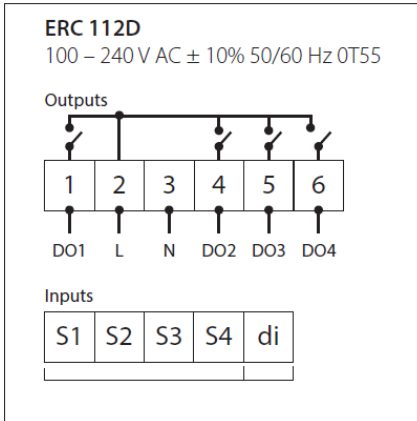 ERC 112D
100 – 240 V AC ± 10% 50/60 Hz 0T55
Outputs
1 2 3 4 5 6
DO1 L N DO2 DO3 DO4
Inputs
S1 S2 S3 S4 di